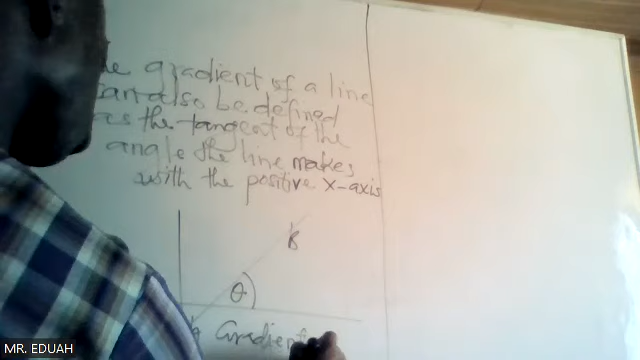 gradient of a line
can also be defined
as the tangent of the
angle the line makes
with the positive x-axis
B
θ
Gradient
MR. EDUAH